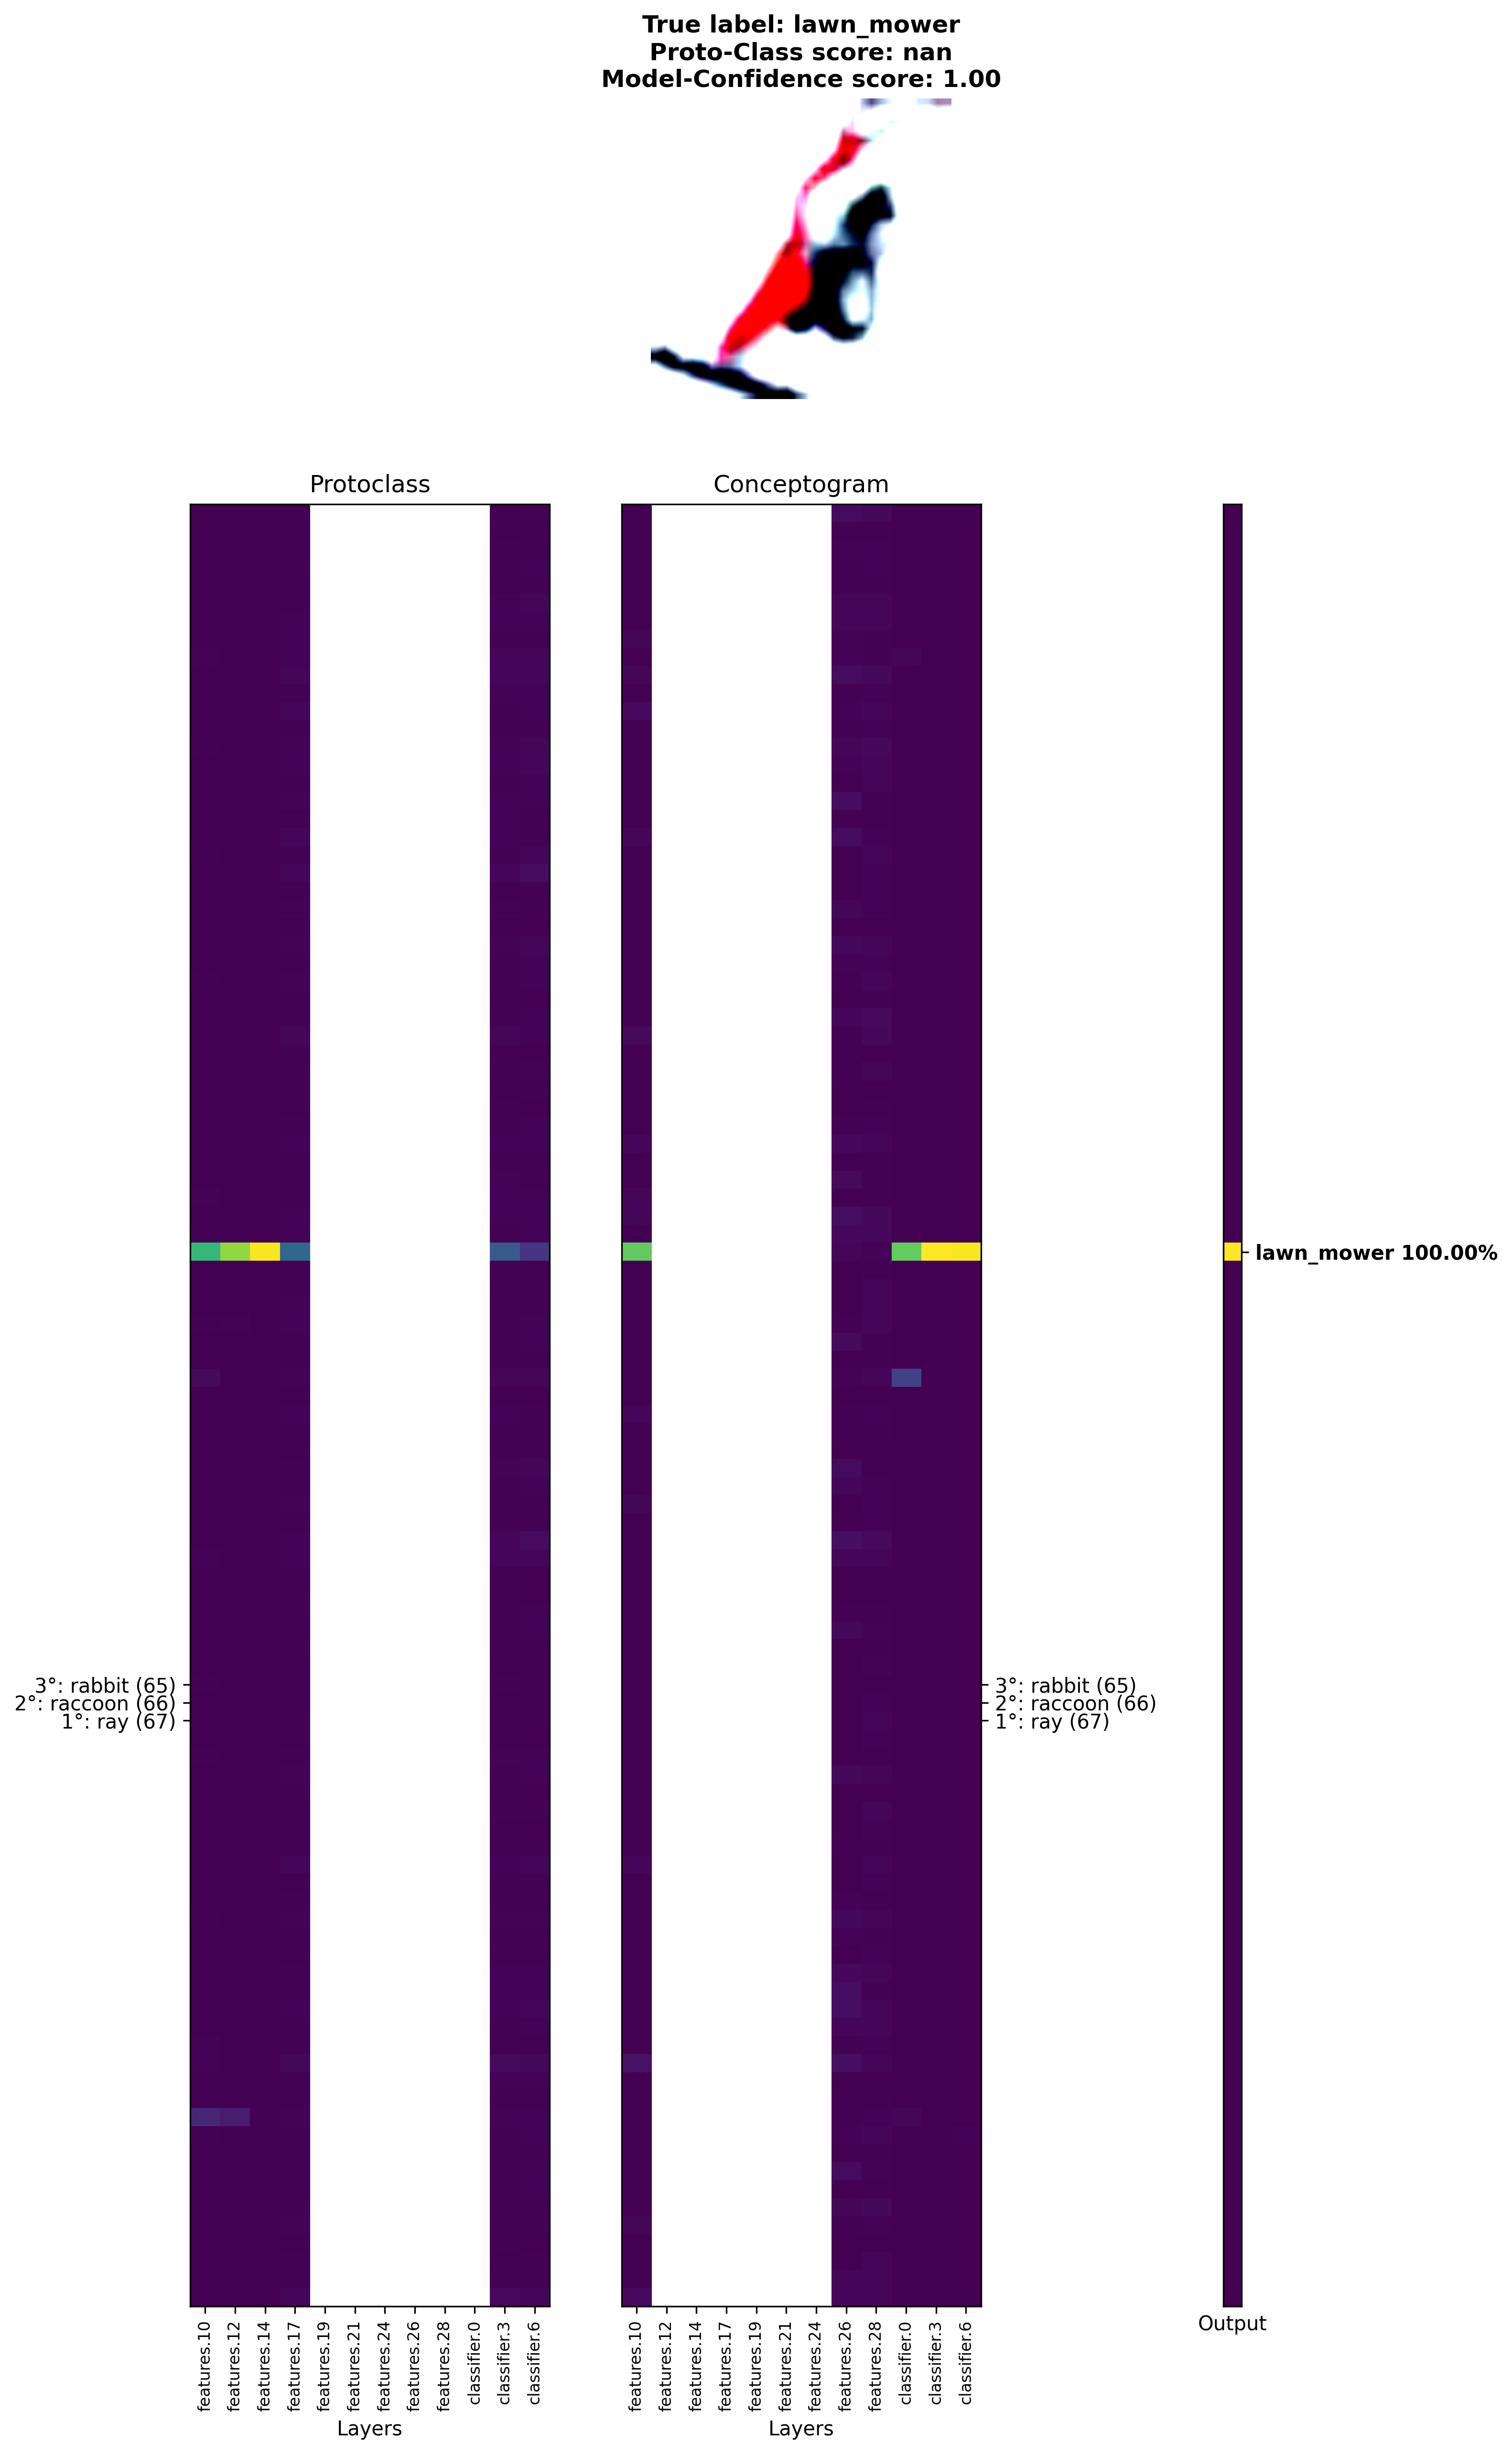 True label: lawn_mower
Proto-Class score: nan
Model-Confidence score: 1.00
Protoclass
Conceptogram
lawn_mower 100.00%
3°: rabbit (65)
2°: raccoon (66)
1°: ray (67)
3°: rabbit (65)
2°: raccoon (66)
1°: ray (67)
features.10
features.12
features.14
features.17
features.19
features.21
features.24
features.26
features.28
classifier.0
classifier.3
classifier.6
Layers
features.10
features.12
features.14
features.17
features.19
features.21
features.24
features.26
features.28
classifier.0
classifier.3
classifier.6
Layers
Output